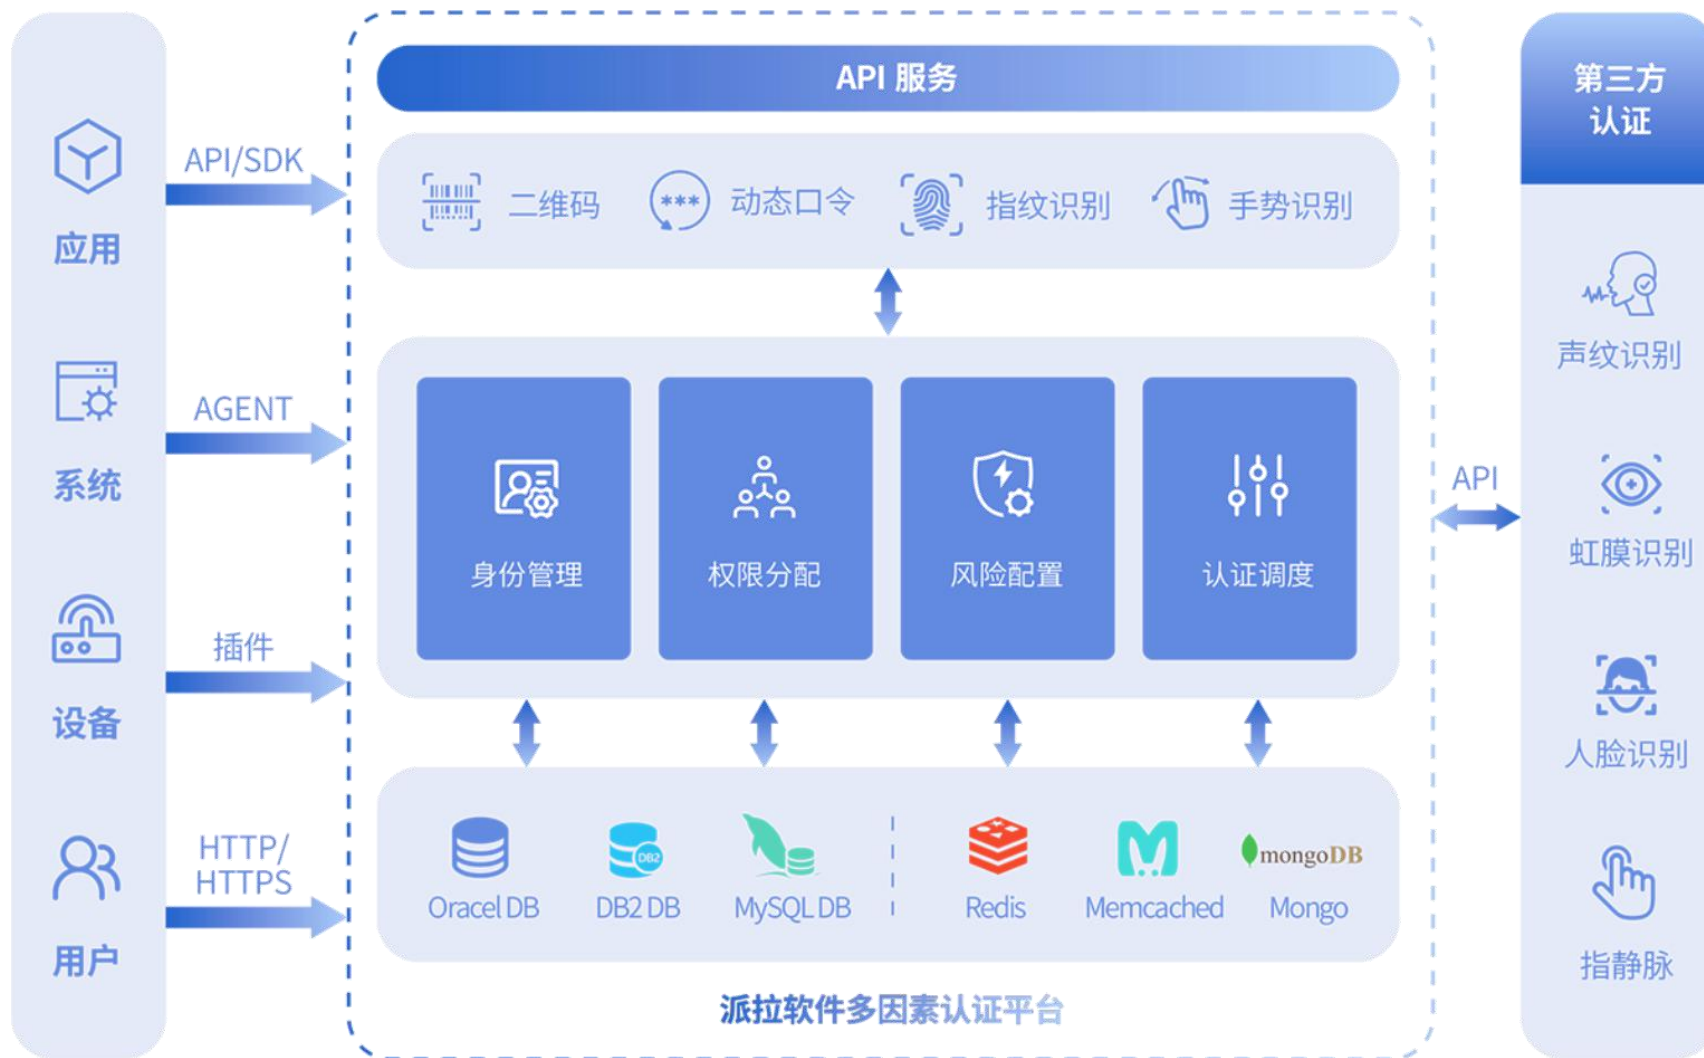 应用
系统
设备
用户
API/SDK
AGENT
插件
HTTP/
HTTPS
API 服务
二维码
***
动态口令
指纹识别
手势识别
身份管理
权限分配
风险配置
认证调度
Oracel DB
DB2
DB2 DB
MySQL DB
Redis
Memcached
mongoDB
Mongo
派拉软件多因素认证平台
API
第三方
认证
声纹识别
虹膜识别
人脸识别
指静脉